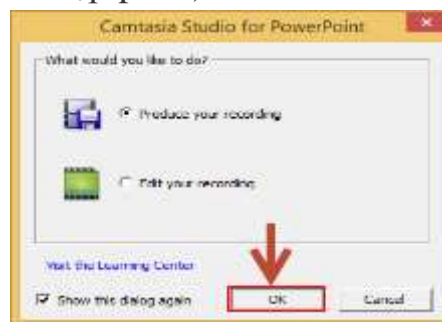 Camtasia Studio for PowerPoint
What would you like to do?
Produce your recording
Edit your recording
Visit the Learning Center
Show this dialog again
OK
Cancel